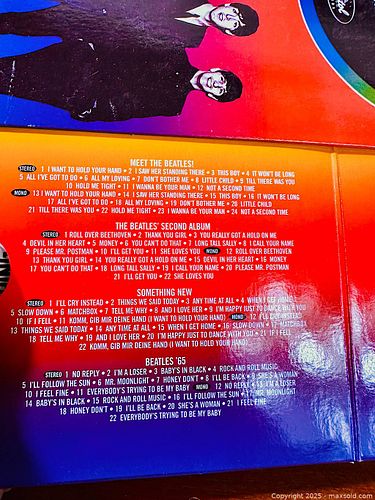 MEET THE BEATLES!
STEREO 1 I WANT TO HOLD YOUR HAND • 2 I SAW HER STANDING THERE • 3 THIS BOY • 4 IT WON'T BE LONG
5 ALL I'VE GOT TO DO • 6 ALL MY LOVING • 7 DON'T BOTHER ME • 8 LITTLE CHILD • 9 TILL THERE WAS YOU
10 HOLD ME TIGHT • 11 I WANNA BE YOUR MAN • 12 NOT A SECOND TIME
MONO 13 I WANT TO HOLD YOUR HAND • 14 I SAW HER STANDING THERE • 15 THIS BOY • 16 IT WON'T BE LONG
17 ALL I'VE GOT TO DO • 18 ALL MY LOVING • 19 DON'T BOTHER ME • 20 LITTLE CHILD
21 TILL THERE WAS YOU • 22 HOLD ME TIGHT • 23 I WANNA BE YOUR MAN • 24 NOT A SECOND TIME
THE BEATLES' SECOND ALBUM
STEREO 1 ROLL OVER BEETHOVEN • 2 THANK YOU GIRL • 3 YOU REALLY GOT A HOLD ON ME
4 DEVIL IN HER HEART • 5 MONEY • 6 YOU CAN'T DO THAT • 7 LONG TALL SALLY • 8 I CALL YOUR NAME
9 PLEASE MR. POSTMAN • 10 I'LL GET YOU • 11 SHE LOVES YOU MONO 12 ROLL OVER BEETHOVEN
13 THANK YOU GIRL • 14 YOU REALLY GOT A HOLD ON ME • 15 DEVIL IN HER HEART • 16 MONEY
17 YOU CAN'T DO THAT • 18 LONG TALL SALLY • 19 I CALL YOUR NAME • 20 PLEASE MR. POSTMAN
21 I'LL GET YOU • 22 SHE LOVES YOU
SOMETHING NEW
STEREO 1 I'LL CRY INSTEAD • 2 THINGS WE SAID TODAY • 3 ANY TIME AT ALL • 4 WHEN I GET HOME
5 SLOW DOWN • 6 MATCHBOX • 7 TELL ME WHY • 8 AND I LOVE HER • 9 I'M HAPPY JUST TO DANCE WITH YOU
10 IF I FELL • 11 KOMM, GIB MIR DEINE HAND (I WANT TO HOLD YOUR HAND) MONO 12 I'LL CRY INSTEAD
13 THINGS WE SAID TODAY • 14 ANY TIME AT ALL • 15 WHEN I GET HOME • 16 SLOW DOWN • 17 MATCHBOX
18 TELL ME WHY • 19 AND I LOVE HER • 20 I'M HAPPY JUST TO DANCE WITH YOU • 21 IF I FELL
22 KOMM, GIB MIR DEINE HAND (I WANT TO HOLD YOUR HAND)
BEATLES '65
STEREO 1 NO REPLY • 2 I'M A LOSER • 3 BABY'S IN BLACK • 4 ROCK AND ROLL MUSIC
5 I'LL FOLLOW THE SUN • 6 MR. MOONLIGHT • 7 HONEY DON'T • 8 I'LL BE BACK • 9 SHE'S A WOMAN
10 I FEEL FINE • 11 EVERYBODY'S TRYING TO BE MY BABY MONO 12 NO REPLY • 13 I'M A LOSER
14 BABY'S IN BLACK • 15 ROCK AND ROLL MUSIC • 16 I'LL FOLLOW THE SUN • 17 MR. MOONLIGHT
18 HONEY DON'T • 19 I'LL BE BACK • 20 SHE'S A WOMAN • 21 I FEEL FINE
22 EVERYBODY'S TRYING TO BE MY BABY
Copyright 2025 - maxsold.com